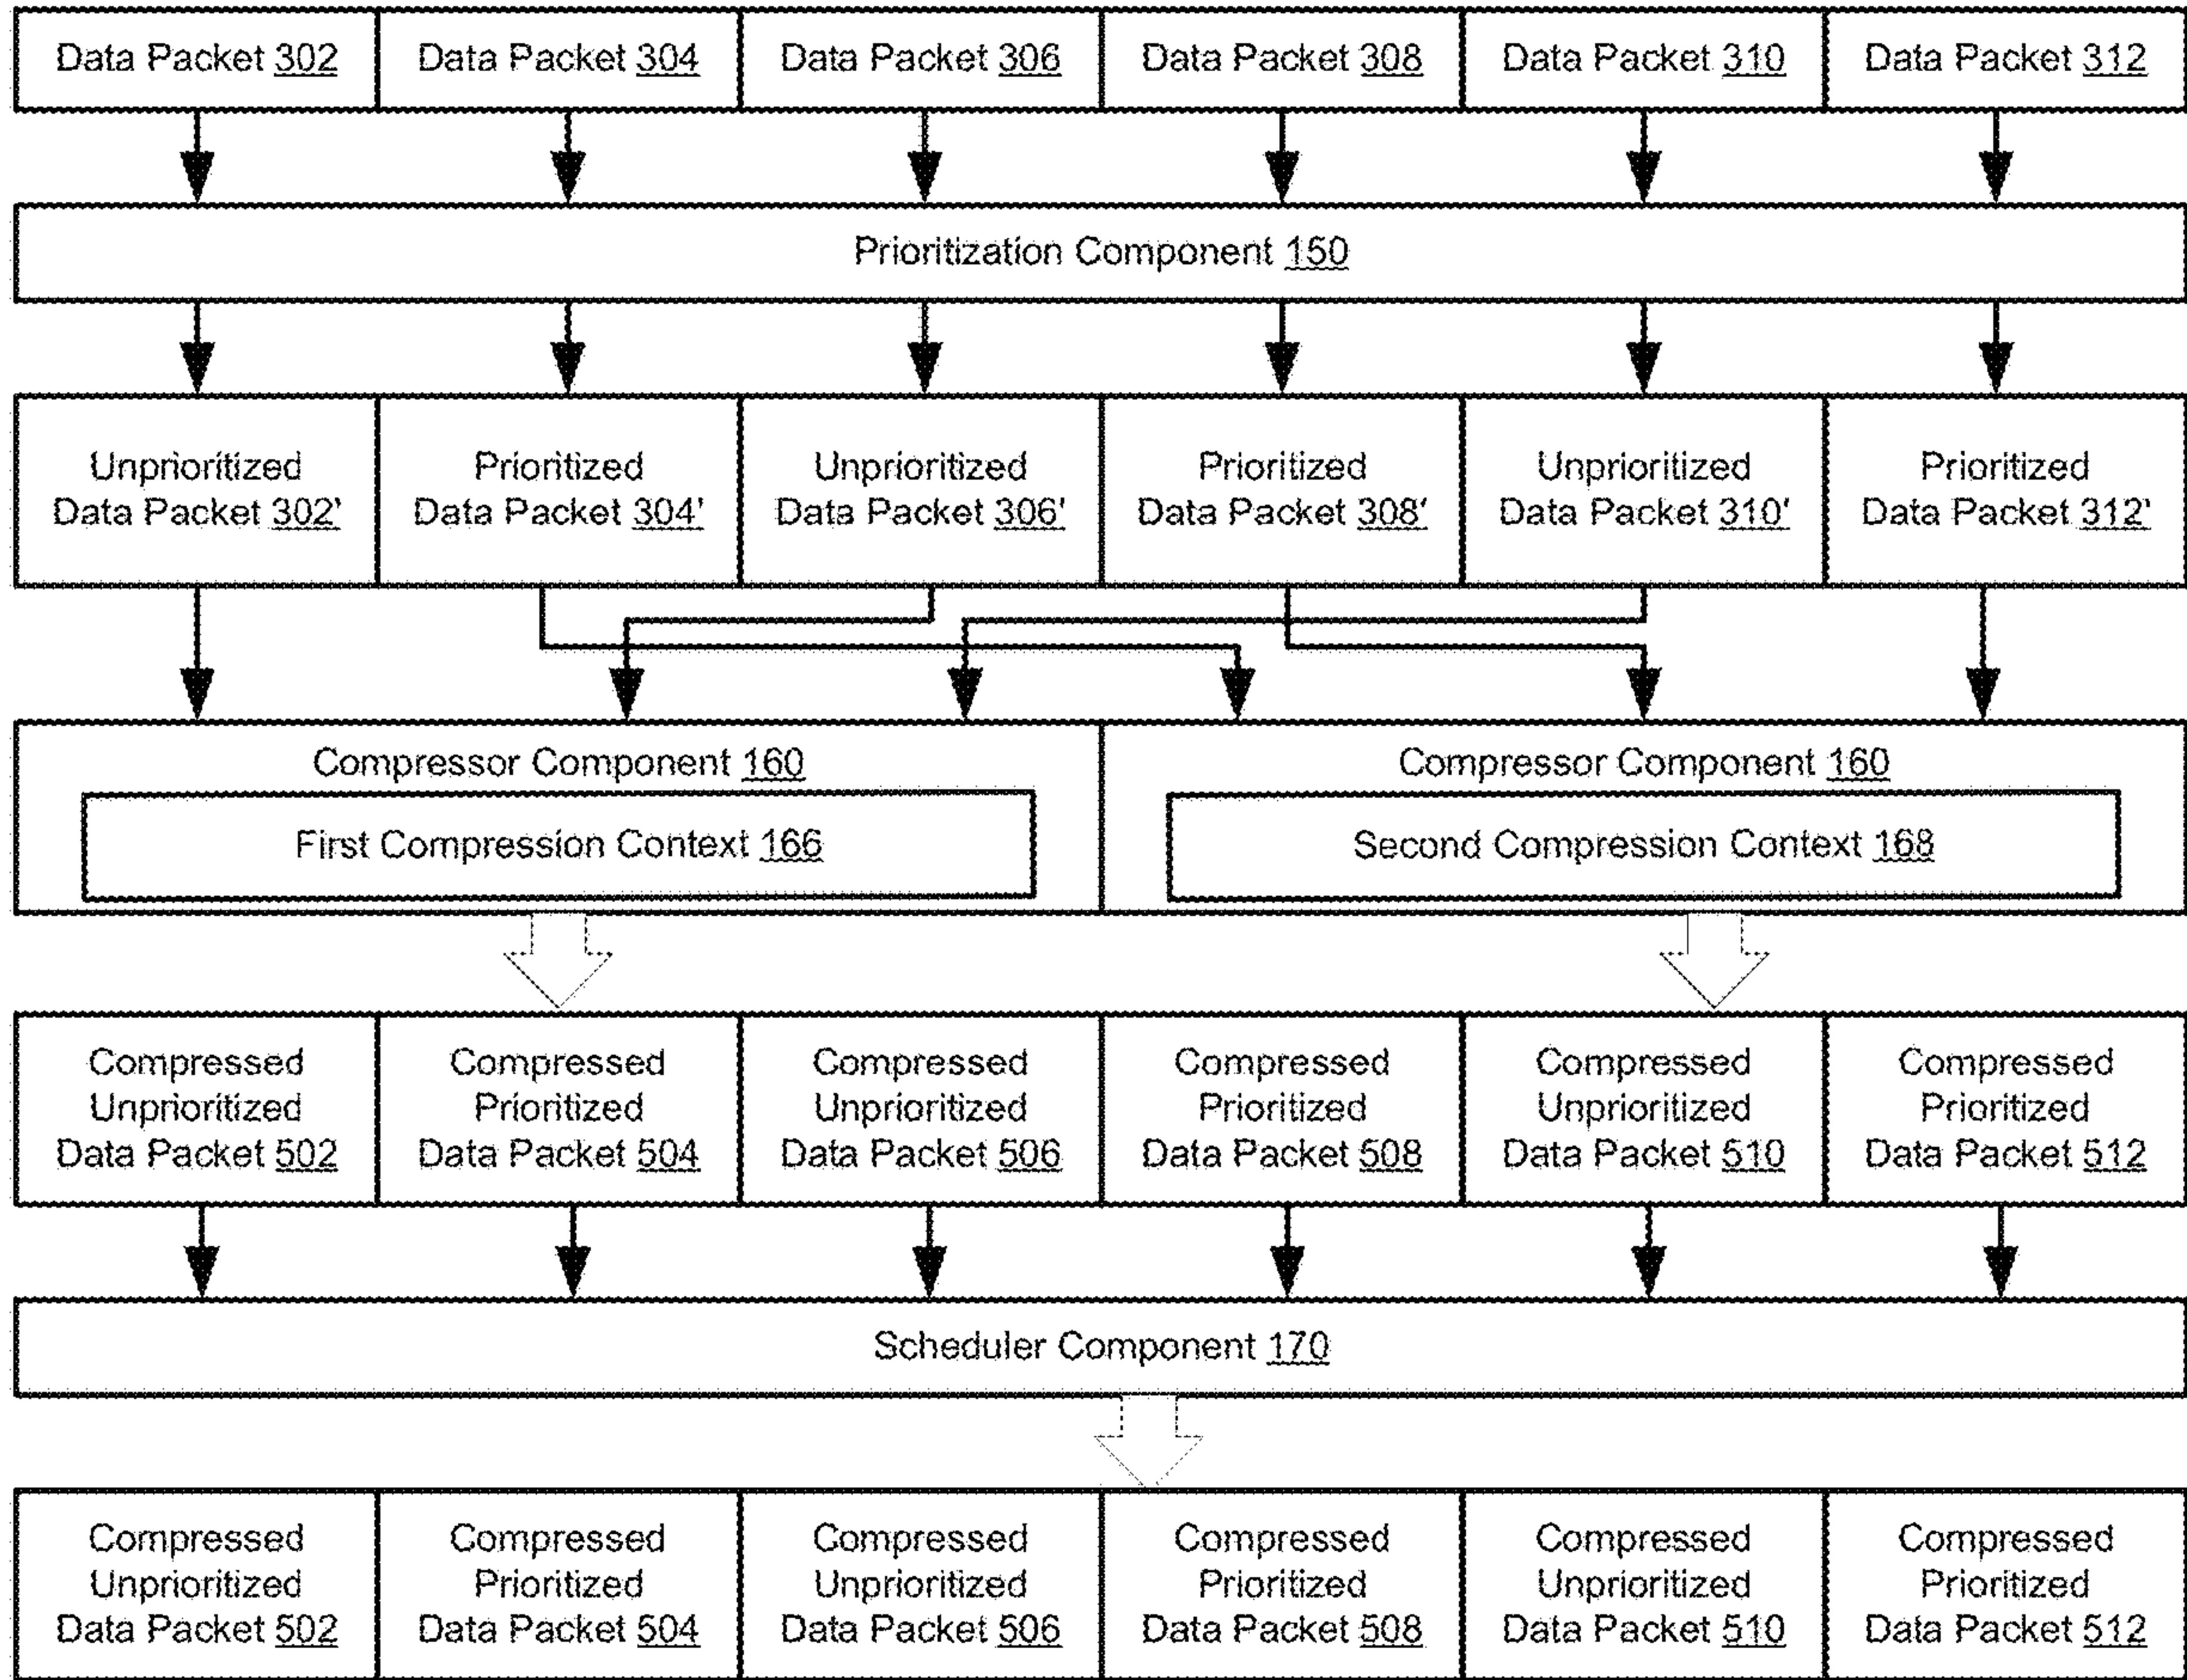 Data Packet 302 Data Packet 304 Data Packet 306 Data Packet 308 Data Packet 310 Data Packet 312
Prioritization Component 150
Unprioritized Prioritized Unprioritized Prioritized Unprioritized Prioritized
Data Packet 302' Data Packet 304' Data Packet 306' Data Packet 308' Data Packet 310' Data Packet 312'
Compressor Component 160 Compressor Component 160
First Compression Context 166 Second Compression Context 168
Compressed Compressed Compressed Compressed Compressed Compressed
Unprioritized Prioritized Unprioritized Prioritized Unprioritized Prioritized
Data Packet 502 Data Packet 504 Data Packet 506 Data Packet 508 Data Packet 510 Data Packet 512
Scheduler Component 170
Compressed Compressed Compressed Compressed Compressed Compressed
Unprioritized Prioritized Unprioritized Prioritized Unprioritized Prioritized
Data Packet 502 Data Packet 504 Data Packet 506 Data Packet 508 Data Packet 510 Data Packet 512